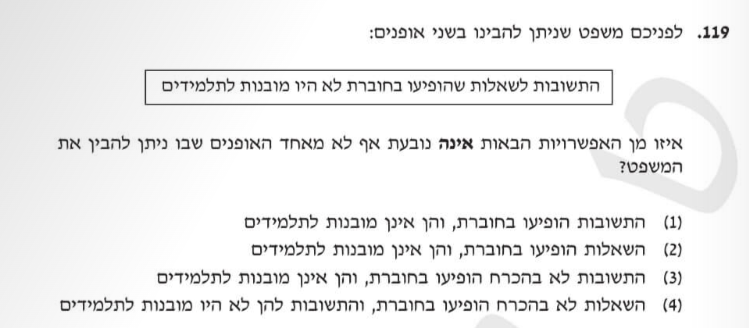 119. לפניכם משפט שניתן להבינו בשני אופנים:
התשובות לשאלות שהופיעו בחוברת לא היו מובנות לתלמידים
איזו מן האפשרויות הבאות אינה נובעת אף לא מאחד האופנים שבו ניתן להבין את
המשפט?
(1) התשובות הופיעו בחוברת, והן אינן מובנות לתלמידים
(2) השאלות הופיעו בחוברת, והן אינן מובנות לתלמידים
(3) התשובות לא בהכרח הופיעו בחוברת, והן אינן מובנות לתלמידים
(4) השאלות לא בהכרח הופיעו בחוברת, והתשובות להן לא היו מובנות לתלמידים